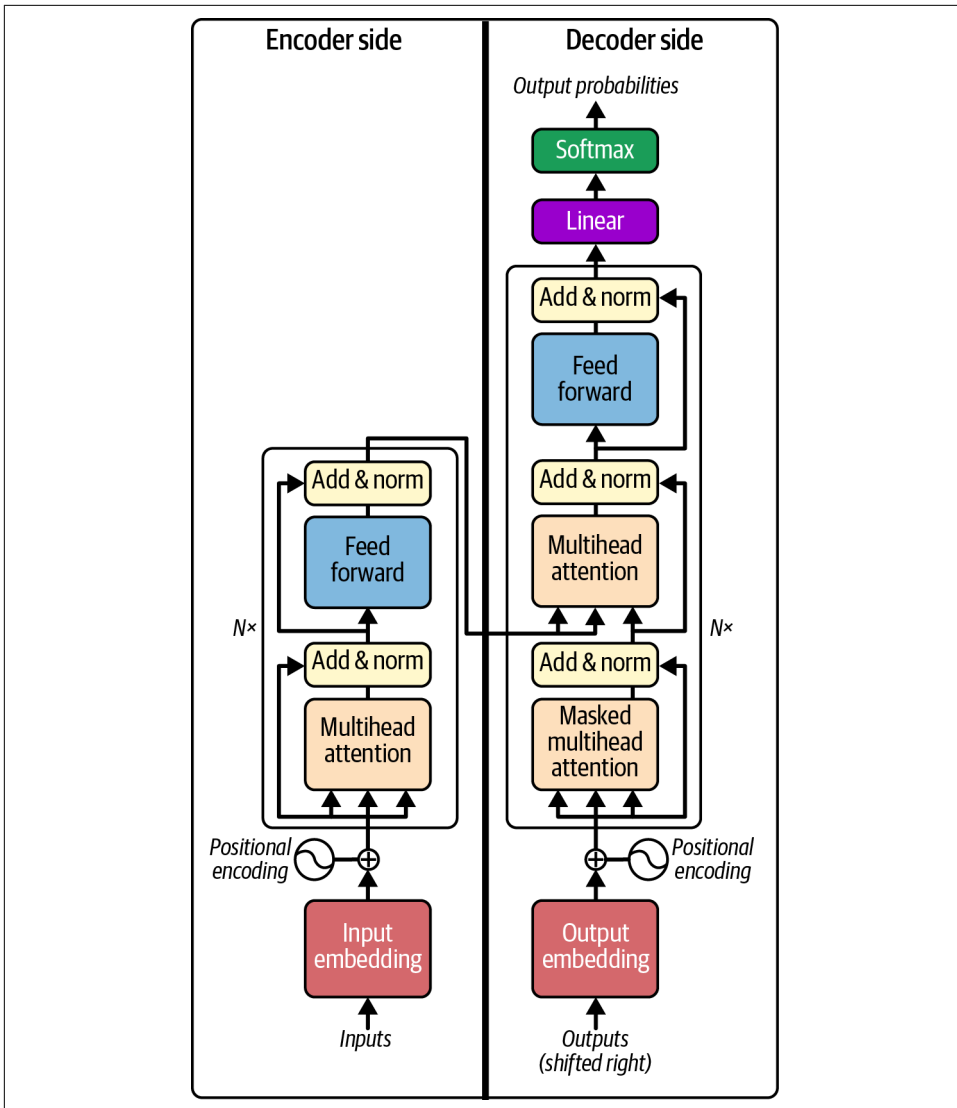 Encoder side
Decoder side
Output probabilities
Softmax
Linear
Add & norm
Feed
forward
Add & norm
Multihead
attention
Add & norm
Masked
multihead
attention
N×
Positional
encoding
Output
embedding
Outputs
(shifted right)
Add & norm
Feed
forward
N×
Add & norm
Multihead
attention
Positional
encoding
Input
embedding
Inputs